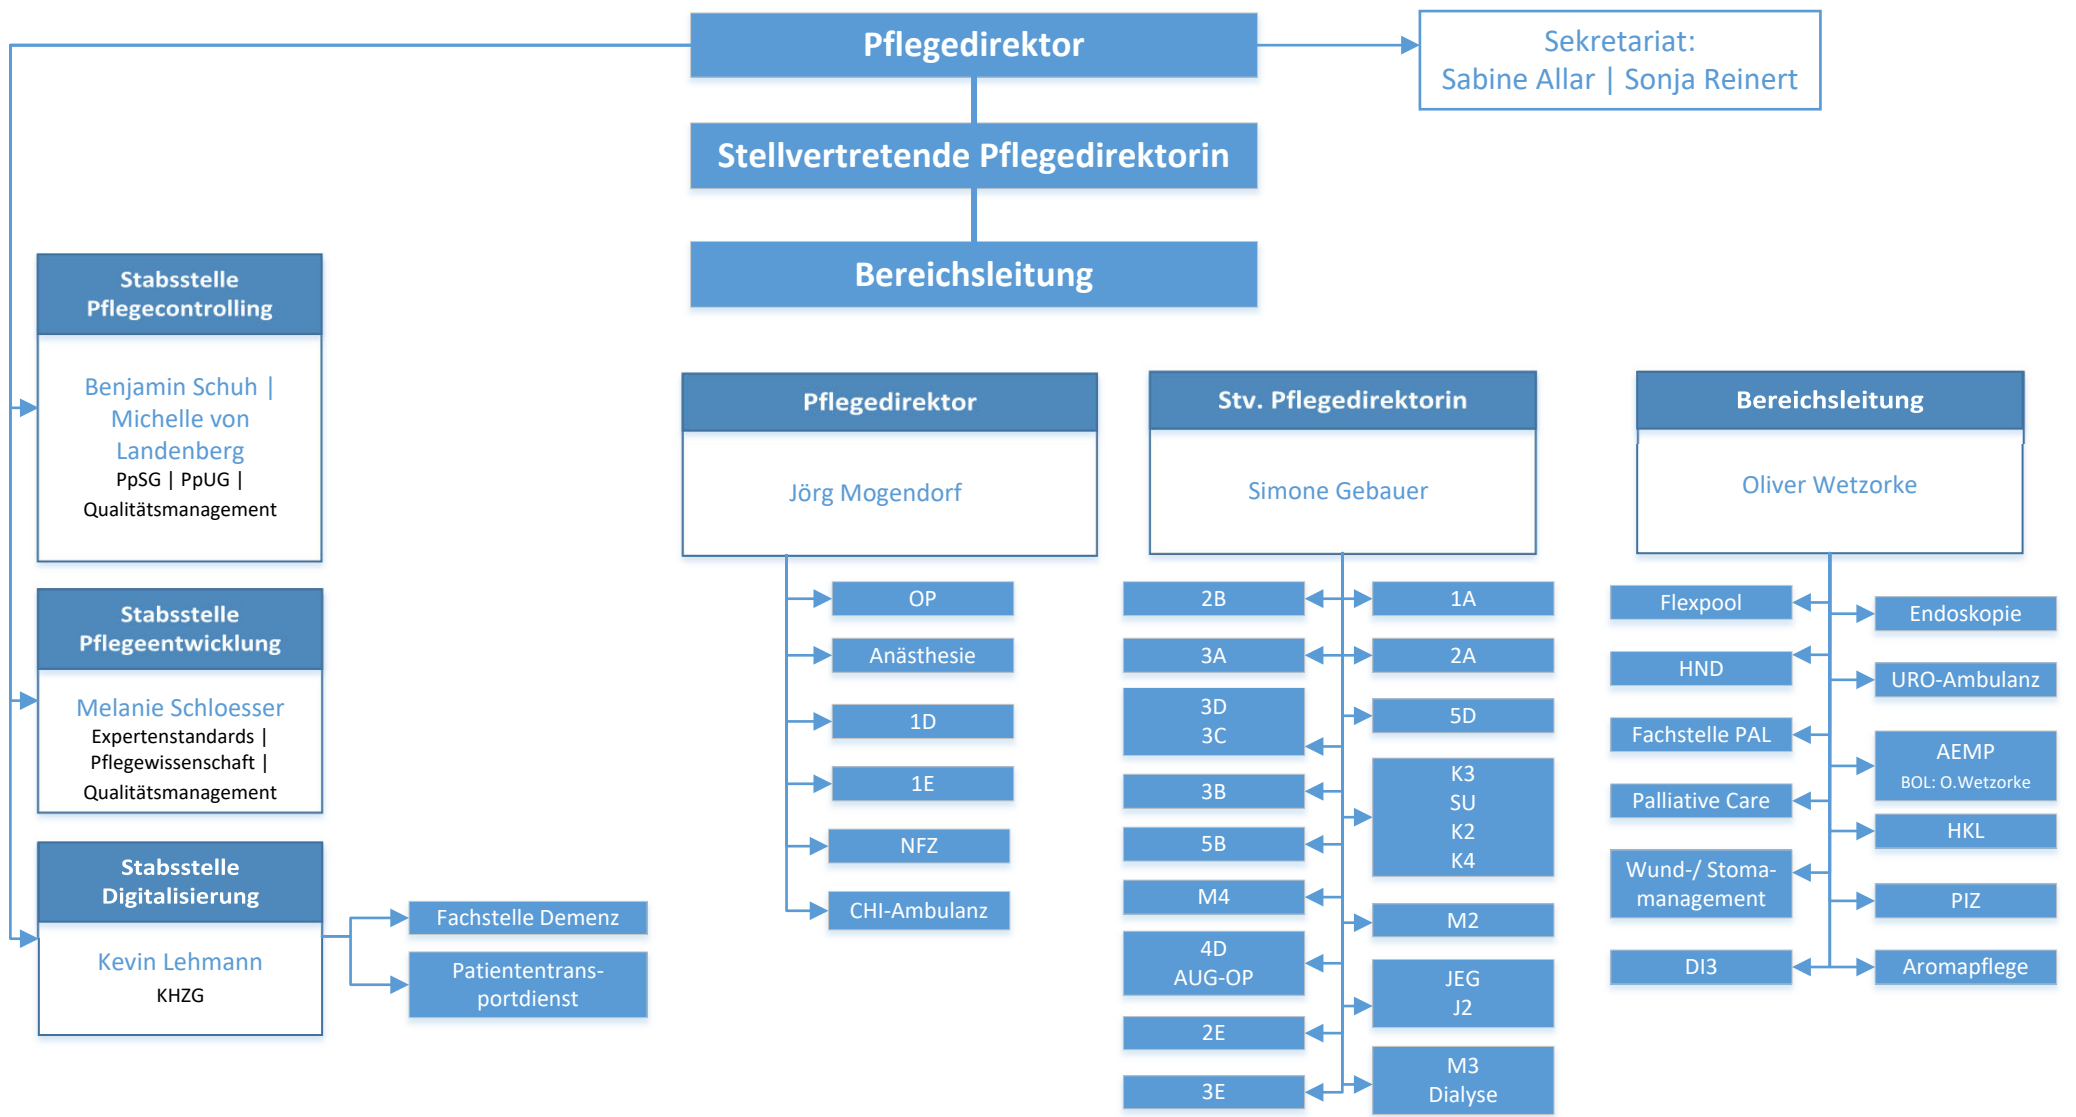 Pflegedirektor
Sekretariat:
Sabine Allar | Sonja Reinert
Stellvertretende Pflegedirektorin
Bereichsleitung
Stabsstelle
Pflegecontrolling
Benjamin Schuh |
Michelle von
Landenberg
PpSG | PpUG |
Qualitätsmanagement
Stabsstelle
Pflegeentwicklung
Melanie Schloesser
Expertenstandards |
Pflegewissenschaft |
Qualitätsmanagement
Stabsstelle
Digitalisierung
Kevin Lehmann
KHZG
Fachstelle Demenz
Patiententrans-
portdienst
Pflegedirektor
Jörg Mogendorf
OP
Anästhesie
1D
1E
NFZ
CHI-Ambulanz
Stv. Pflegedirektorin
Simone Gebauer
2B
3A
3D
3C
3B
5B
M4
4D
AUG-OP
2E
3E
1A
2A
5D
K3
SU
K2
K4
M2
JEG
J2
M3
Dialyse
Bereichsleitung
Oliver Wetzorke
Flexpool
HND
Fachstelle PAL
Palliative Care
Wund-/ Stoma-
management
DI3
Endoskopie
URO-Ambulanz
AEMP
BOL: O.Wetzorke
HKL
PIZ
Aromapflege